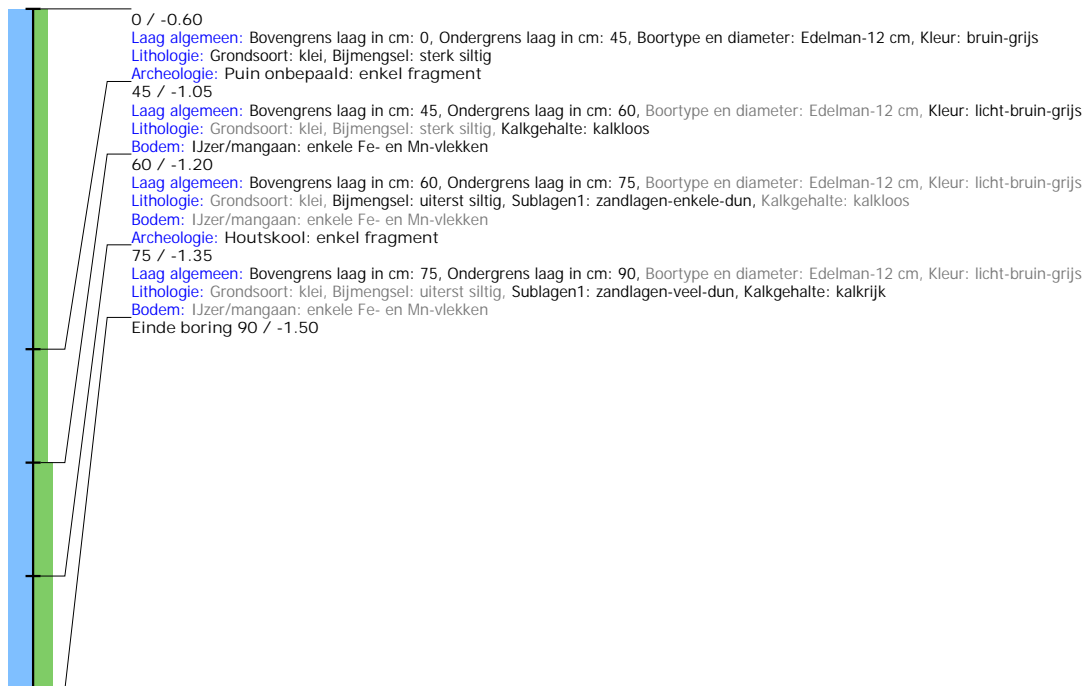 0 / -0.60
Laag algemeen: Bovengrens laag in cm: 0, Ondergrens laag in cm: 45, Boortype en diameter: Edelman-12 cm, Kleur: bruin-grijs
Lithologie: Grondsoort: klei, Bijmengsel: sterk siltig
Archeologie: Puin onbepaald: enkel fragment
45 / -1.05
Laag algemeen: Bovengrens laag in cm: 45, Ondergrens laag in cm: 60, Boortype en diameter: Edelman-12 cm, Kleur: licht-bruin-grijs
Lithologie: Grondsoort: klei, Bijmengsel: sterk siltig, Kalkgehalte: kalkloos
Bodem: IJzer/mangaan: enkele Fe- en Mn-vlekken
60 / -1.20
Laag algemeen: Bovengrens laag in cm: 60, Ondergrens laag in cm: 75, Boortype en diameter: Edelman-12 cm, Kleur: licht-bruin-grijs
Lithologie: Grondsoort: klei, Bijmengsel: uiterst siltig, Sublagen1: zandlagen-enkele-dun, Kalkgehalte: kalkloos
Bodem: IJzer/mangaan: enkele Fe- en Mn-vlekken
Archeologie: Houtskool: enkel fragment
75 / -1.35
Laag algemeen: Bovengrens laag in cm: 75, Ondergrens laag in cm: 90, Boortype en diameter: Edelman-12 cm, Kleur: licht-bruin-grijs
Lithologie: Grondsoort: klei, Bijmengsel: uiterst siltig, Sublagen1: zandlagen-veel-dun, Kalkgehalte: kalkrijk
Bodem: IJzer/mangaan: enkele Fe- en Mn-vlekken
Einde boring 90 / -1.50